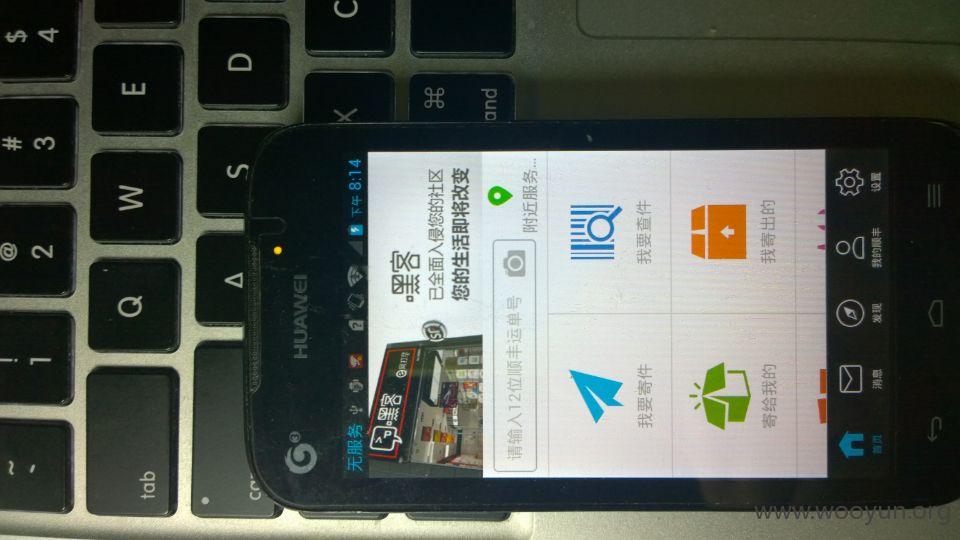 HUAWEI
无服务
下午 8:14
嘿客
嘿客
已全面入侵您的社区
您的生活即将改变
请输入12位顺丰运单号
附近服务...
我要寄件
我要查件
寄给我的
我寄出的
首页
消息
发现
我的顺丰
设置
~
!
1
@
2
#
3
$
4
tab
Q
W
E
A
S
D
X
C
⌘
www.wooyun.org